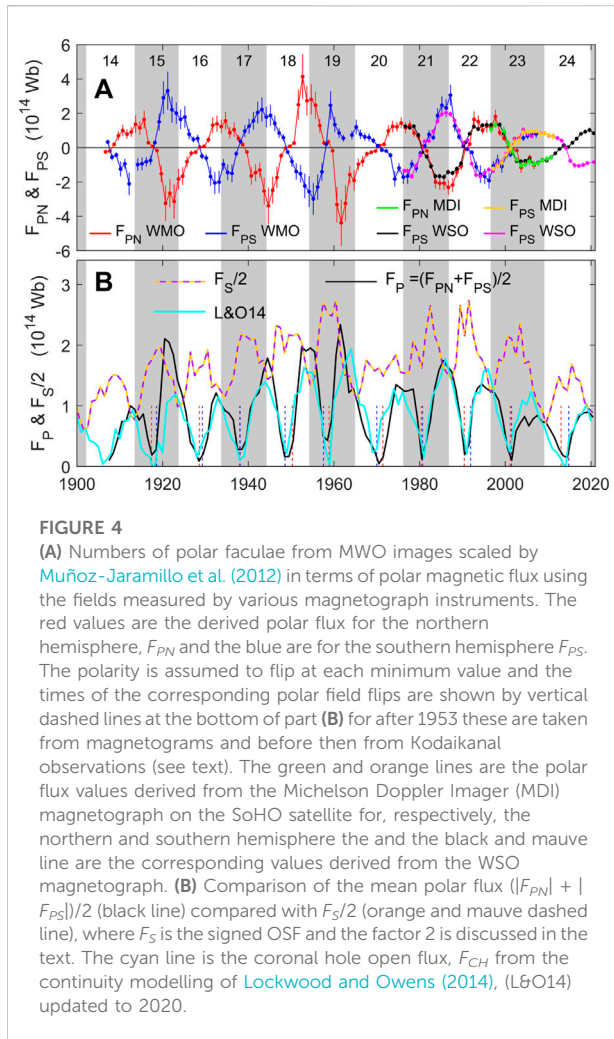 14 15 16 17 18 19 20 21 22 23 24
A
6
4
2
0
-2
-4
-6
F_PN & F_PS (10^14 Wb)
F_PN WMO F_PS WMO
F_PN MDI F_PS MDI
F_PS WSO F_PS WSO
B
F_S/2 F_P =(F_PN+F_PS)/2
L&O14
3
2
1
0
F_P & F_S/2 (10^14 Wb)
1900 1920 1940 1960 1980 2000 2020
FIGURE 4
(A) Numbers of polar faculae from MWO images scaled by
Muñoz-Jaramillo et al. (2012) in terms of polar magnetic flux using
the fields measured by various magnetograph instruments. The
red values are the derived polar flux for the northern
hemisphere, F_PN and the blue are for the southern hemisphere F_PS.
The polarity is assumed to flip at each minimum value and the
times of the corresponding polar field flips are shown by vertical
dashed lines at the bottom of part (B) for after 1953 these are taken
from magnetograms and before then from Kodaikanal
observations (see text). The green and orange lines are the polar
flux values derived from the Michelson Doppler Imager (MDI)
magnetograph on the SoHO satellite for, respectively, the
northern and southern hemisphere the and the black and mauve
line are the corresponding values derived from the WSO
magnetograph. (B) Comparison of the mean polar flux (|F_PN| + |
F_PS|)/2 (black line) compared with F_S/2 (orange and mauve dashed
line), where F_S is the signed OSF and the factor 2 is discussed in the
text. The cyan line is the coronal hole open flux, F_CH from the
continuity modelling of Lockwood and Owens (2014), (L&O14)
updated to 2020.